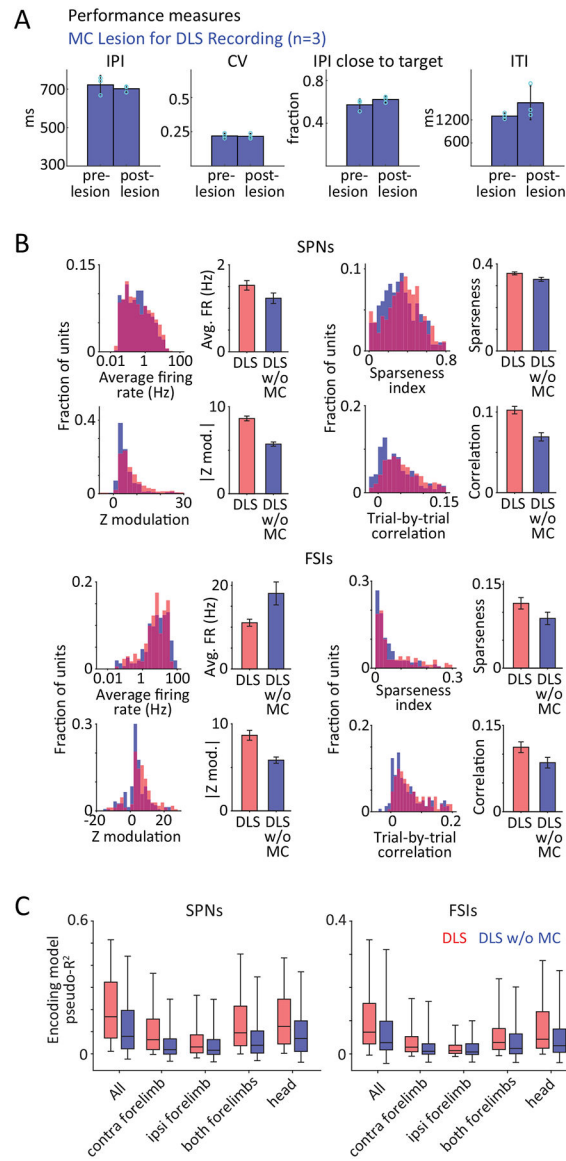 A
Performance measures
MC Lesion for DLS Recording (n=3)
IPI
CV
IPI close to target
ITI
ms
700
500
300
0.5
0.25
fraction
0.8
0.4
ms
1200
600
pre-lesion
post-lesion
pre-lesion
post-lesion
pre-lesion
post-lesion
pre-lesion
post-lesion
B
SPNs
Fraction of units
0.15
0
0.01
1
100
Average firing
rate (Hz)
Avg. FR (Hz)
2
1
0
DLS
DLS
w/o
MC
Fraction of units
0.1
0
0
0.8
Sparseness
index
Sparseness
0.4
0
DLS
DLS
w/o
MC
0.4
0
0
30
Z modulation
|Z mod.|
10
5
0
DLS
DLS
w/o
MC
0.2
0
0
0.15
Trial-by-trial
correlation
Correlation
0.1
0
DLS
DLS
w/o
MC
FSIs
Fraction of units
0.2
0
0.01
1
100
Average firing
rate (Hz)
Avg. FR (Hz)
20
10
0
DLS
DLS
w/o
MC
Fraction of units
0.3
0
0
0.3
Sparseness
index
Sparseness
0.15
0
DLS
DLS
w/o
MC
0.3
0
-20
0
20
Z modulation
|Z mod.|
10
5
0
DLS
DLS
w/o
MC
0.2
0
0
0.2
Trial-by-trial
correlation
Correlation
0.1
0
DLS
DLS
w/o
MC
C
SPNs
FSIs
Encoding model
pseudo-R²
0.6
0
0.4
0
DLS
DLS w/o MC
All
contra forelimb
ipsi forelimb
both forelimbs
head
All
contra forelimb
ipsi forelimb
both forelimbs
head